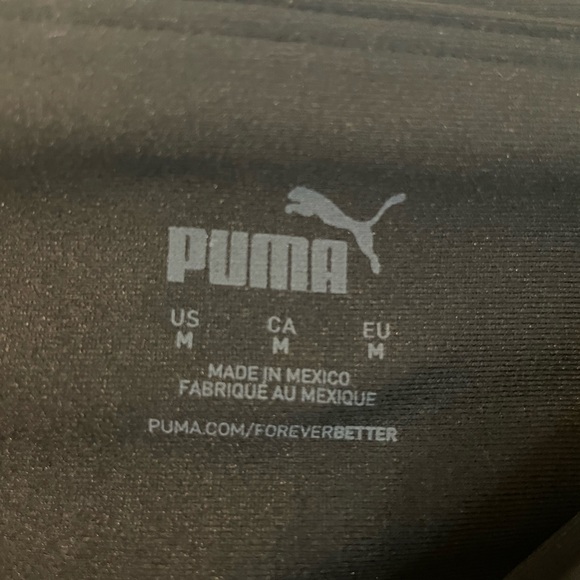 PUMA
US CA EU
M M M
MADE IN MEXICO
FABRIQUÉ AU MEXIQUE
PUMA.COM/FOREVERBETTER